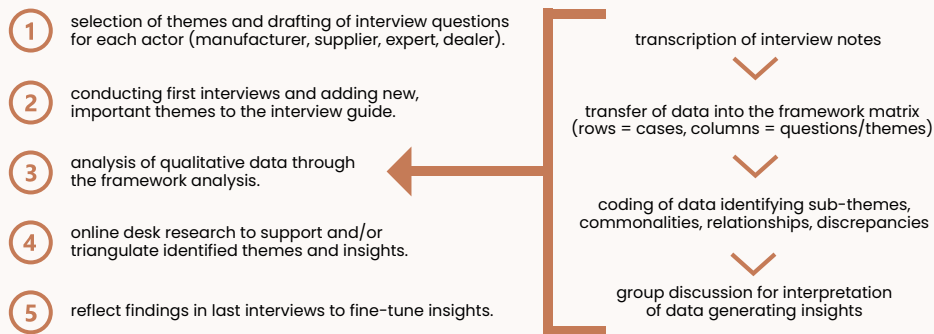 1
selection of themes and drafting of interview questions
for each actor (manufacturer, supplier, expert, dealer).
2
conducting first interviews and adding new,
important themes to the interview guide.
3
analysis of qualitative data through
the framework analysis.
4
online desk research to support and/or
triangulate identified themes and insights.
5
reflect findings in last interviews to fine-tune insights.
transcription of interview notes
transfer of data into the framework matrix
(rows = cases, columns = questions/themes)
coding of data identifying sub-themes,
commonalities, relationships, discrepancies
group discussion for interpretation
of data generating insights